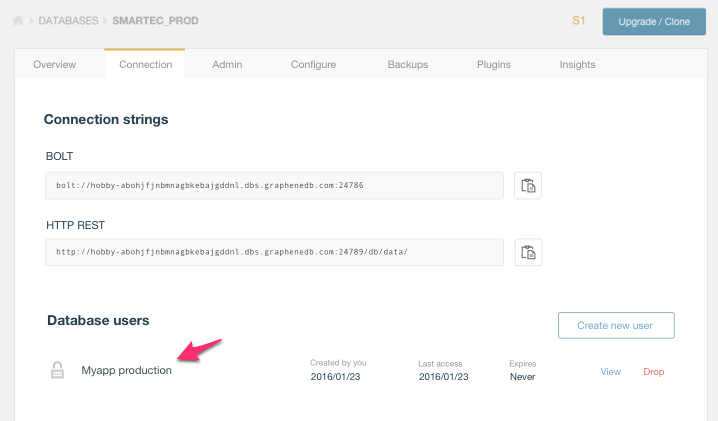 > DATABASES > SMARTEC_PROD
S1
Upgrade / Clone
Overview
Connection
Admin
Configure
Backups
Plugins
Insights
Connection strings
BOLT
bolt://hobby-abohjfjnbmnagbkebajgddnl.dbs.graphenedb.com:24786
HTTP REST
http://hobby-abohjfjnbmnagbkebajgddnl.dbs.graphenedb.com:24789/db/data/
Database users
Create new user
Myapp production
Created by you
2016/01/23
Last access
2016/01/23
Expires
Never
View
Drop